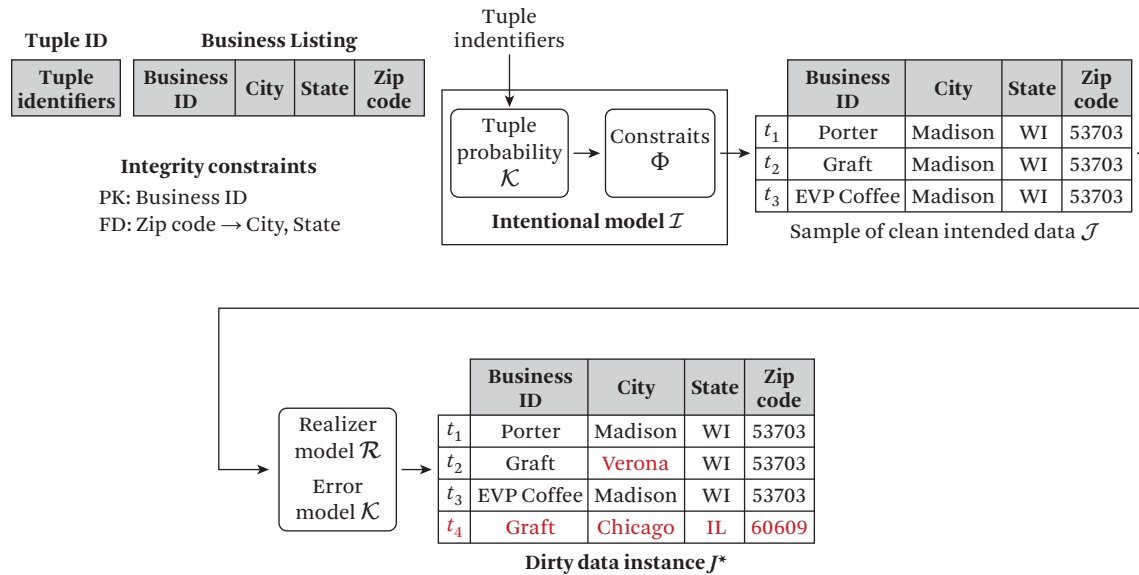 Tuple
indentifiers
Tuple ID
Business Listing
Tuple
identifiers
Business
ID
City
State
Zip
code
Integrity constraints
PK: Business ID
FD: Zip code → City, State
Tuple
probability
𝒦
Constraits
Φ
Intentional model ℐ
Business
ID
City
State
Zip
code
t₁ Porter Madison WI 53703
t₂ Graft Madison WI 53703
t₃ EVP Coffee Madison WI 53703
Sample of clean intended data 𝒥
Realizer
model ℛ
Error
model 𝒦
Business
ID
City
State
Zip
code
t₁ Porter Madison WI 53703
t₂ Graft Verona WI 53703
t₃ EVP Coffee Madison WI 53703
t₄ Graft Chicago IL 60609
Dirty data instance J⋆